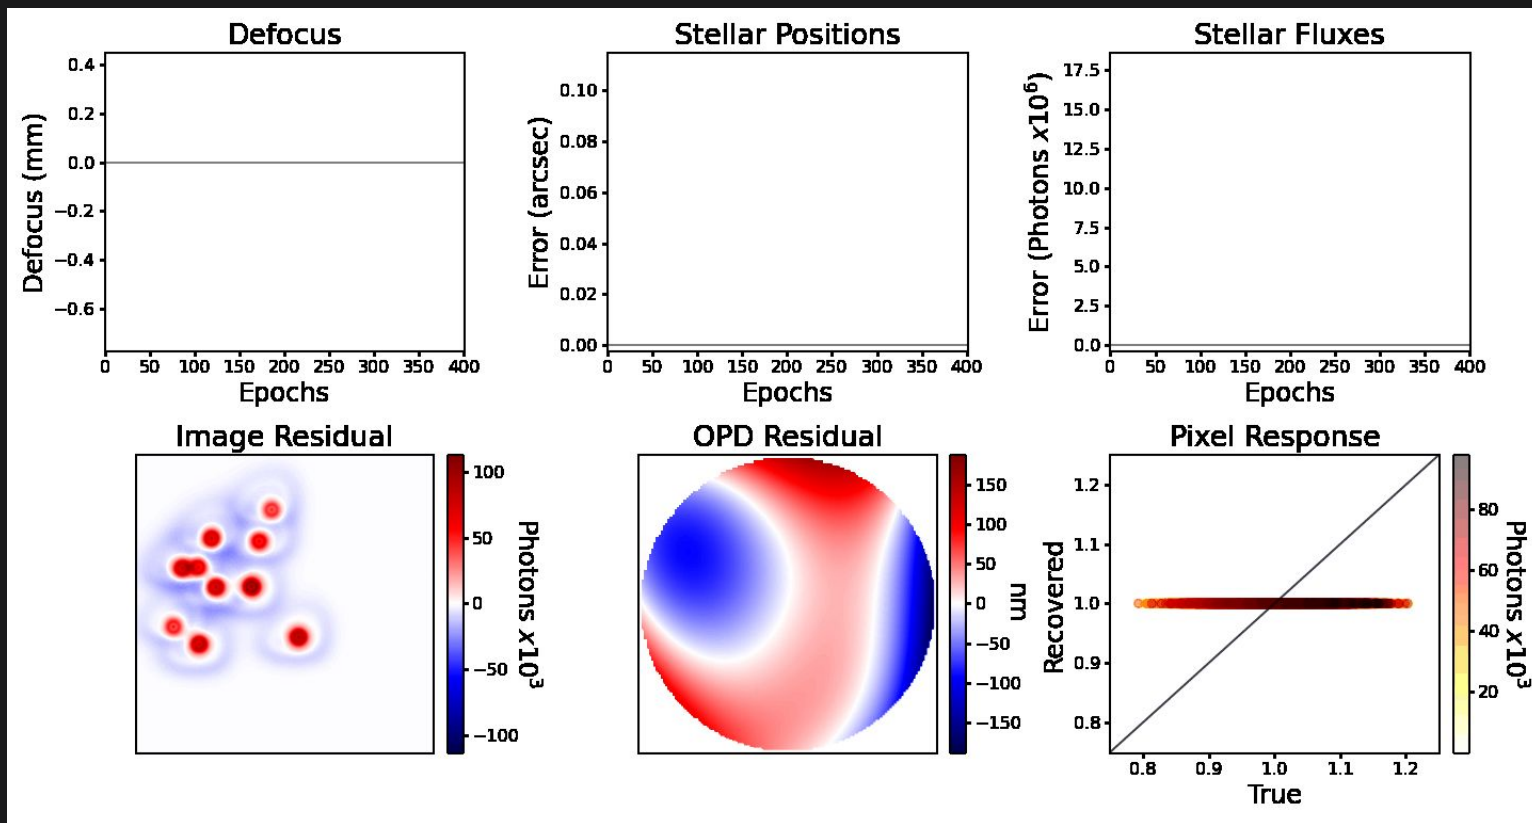 Defocus
Defocus (mm)
0.4
0.2
0.0
−0.2
−0.4
−0.6
0 50 100 150 200 250 300 350 400
Epochs
Stellar Positions
Error (arcsec)
0.10
0.08
0.06
0.04
0.02
0.00
0 50 100 150 200 250 300 350 400
Epochs
Stellar Fluxes
Error (Photons x10⁶)
17.5
15.0
12.5
10.0
7.5
5.0
2.5
0.0
0 50 100 150 200 250 300 350 400
Epochs
Image Residual
100
50
0
−50
−100
Photons x10³
OPD Residual
150
100
50
0
−50
−100
−150
nm
Pixel Response
Recovered
1.2
1.1
1.0
0.9
0.8
0.8 0.9 1.0 1.1 1.2
True
80
60
40
20
Photons x10³